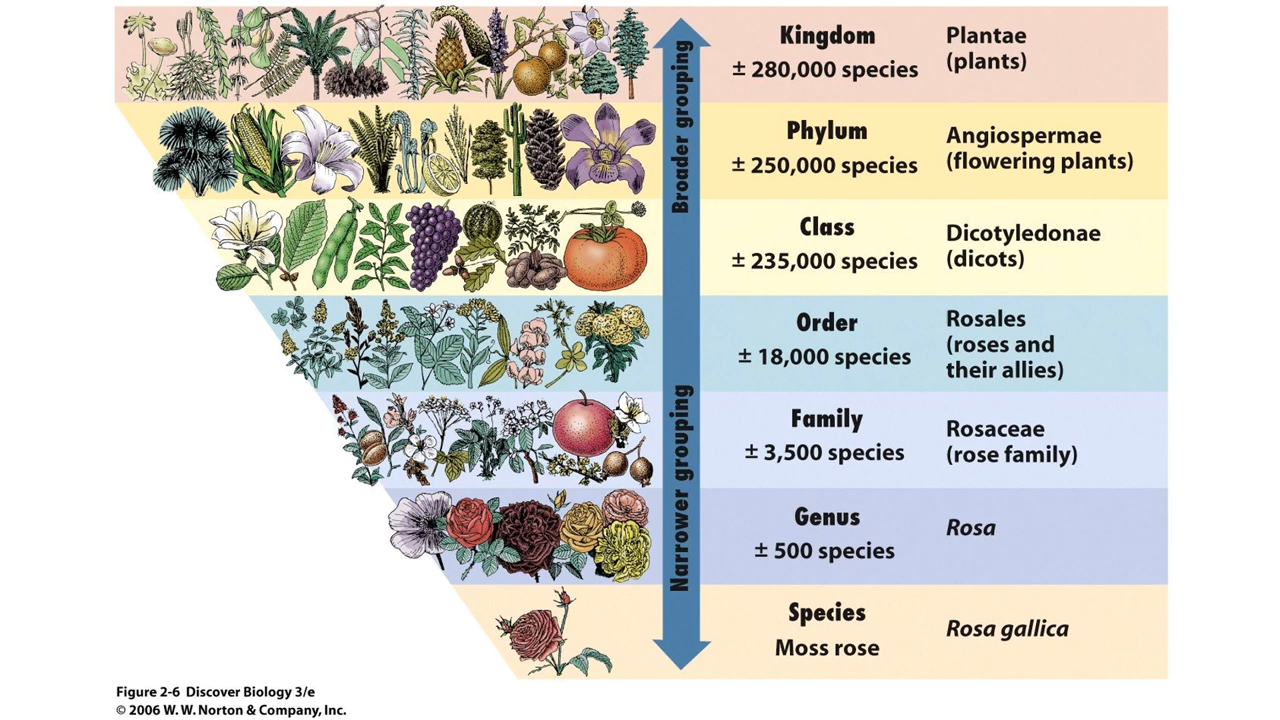 Kingdom
± 280,000 species
Plantae
(plants)
Phylum
± 250,000 species
Angiospermae
(flowering plants)
Class
± 235,000 species
Dicotyledonae
(dicots)
Order
± 18,000 species
Rosales
(roses and
their allies)
Family
± 3,500 species
Rosaceae
(rose family)
Genus
± 500 species
Rosa
Species
Moss rose
Rosa gallica
Broader grouping
Narrower grouping
Figure 2-6 Discover Biology 3/e
© 2006 W. W. Norton & Company, Inc.